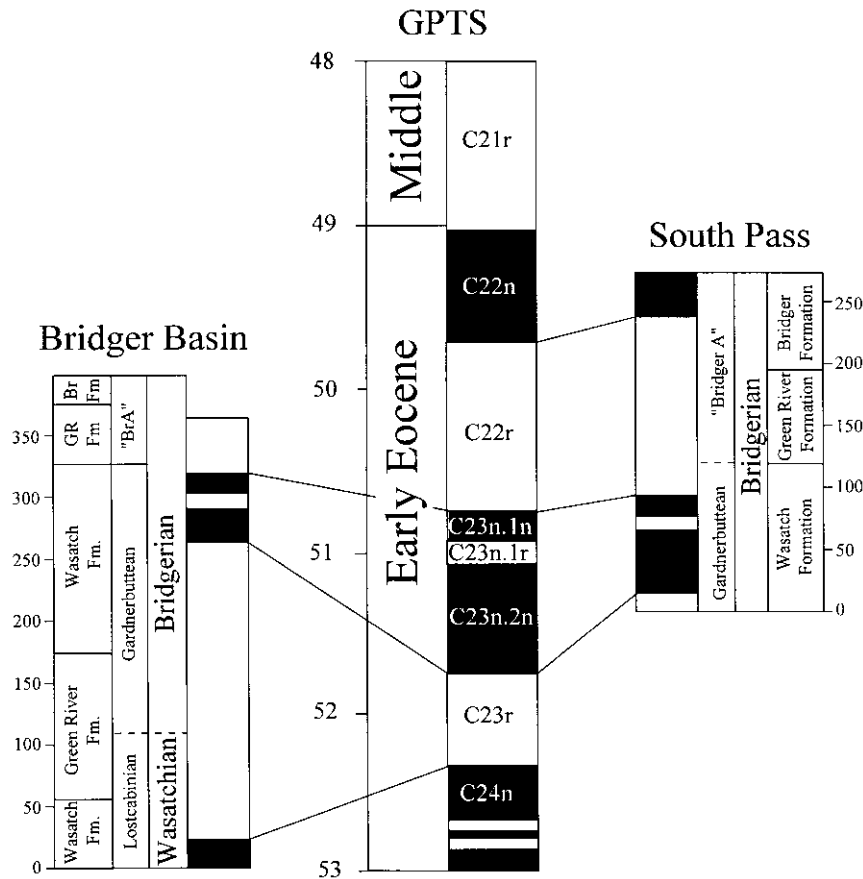 GPTS
48
49
50
51
52
53
Middle
Early Eocene
C21r
C22n
C22r
C23n.1n
C23n.1r
C23n.2n
C23r
C24n
Bridger Basin
350
300
250
200
150
100
50
0
Br
Fm
GR
Fm
Wasatch
Fm.
Green River
Fm.
Wasatch
Fm.
"BrA"
Gardnerbuttean
Lostcabinian
Bridgerian
Wasatchian
South Pass
"Bridger A"
Gardnerbuttean
Bridgerian
Bridger
Formation
Green River
Formation
Wasatch
Formation
250
200
150
100
50
0